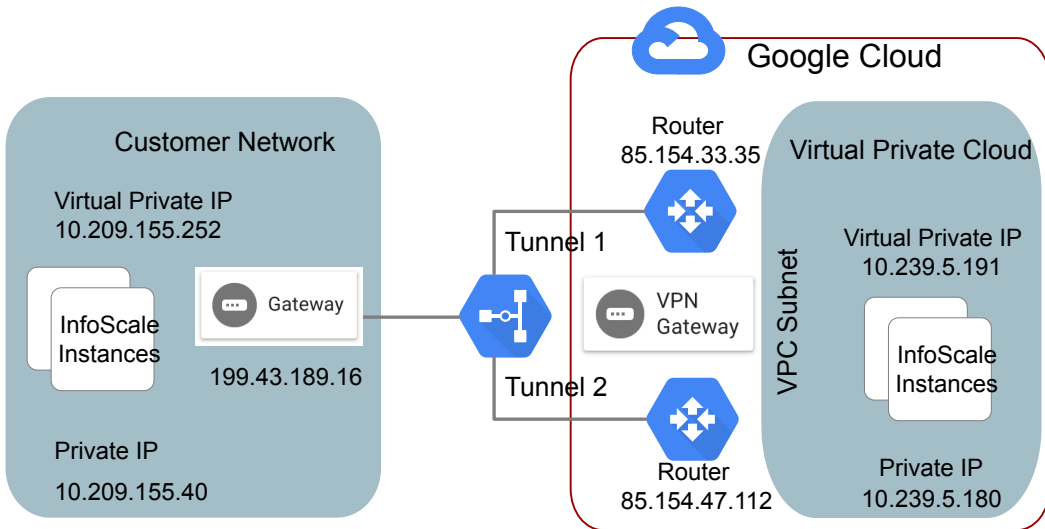 Google Cloud
Customer Network
Virtual Private IP
10.209.155.252
InfoScale
Instances
Gateway
199.43.189.16
Private IP
10.209.155.40
Tunnel 1
Tunnel 2
Router
85.154.33.35
VPN
Gateway
Router
85.154.47.112
Virtual Private Cloud
VPC Subnet
Virtual Private IP
10.239.5.191
InfoScale
Instances
Private IP
10.239.5.180